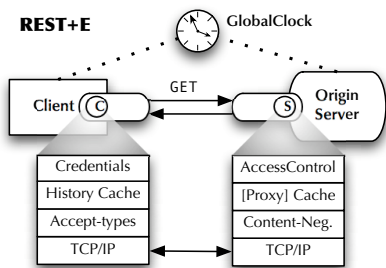 REST+E
GlobalClock
GET
Client
C
S
Origin
Server
Credentials
History Cache
Accept-types
TCP/IP
AccessControl
[Proxy] Cache
Content-Neg.
TCP/IP